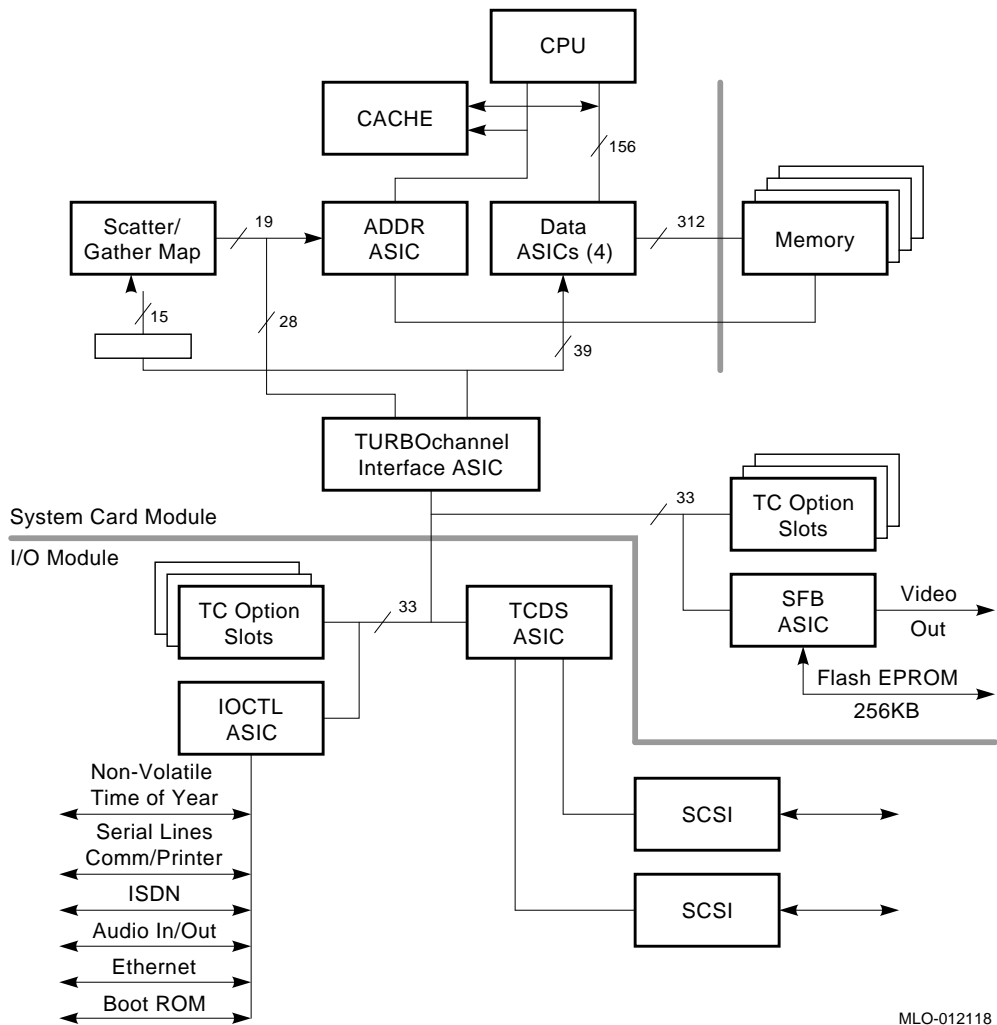 CPU
CACHE
156
Scatter/
Gather Map
19
ADDR
ASIC
Data
ASICs (4)
312
Memory
15
28
39
TURBOchannel
Interface ASIC
33
TC Option
Slots
System Card Module
I/O Module
TC Option
Slots
33
TCDS
ASIC
SFB
ASIC
Video
Out
Flash EPROM
256KB
IOCTL
ASIC
Non-Volatile
Time of Year
Serial Lines
Comm/Printer
ISDN
Audio In/Out
Ethernet
Boot ROM
SCSI
SCSI
MLO-012118